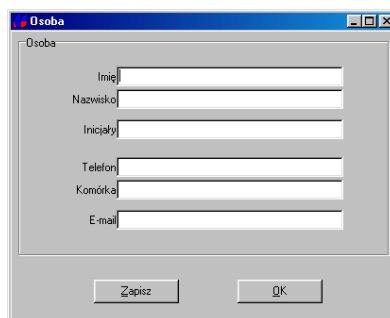 Osoba
Osoba
Imię
Nazwisko
Inicjały
Telefon
Komórka
E-mail
Zapisz OK